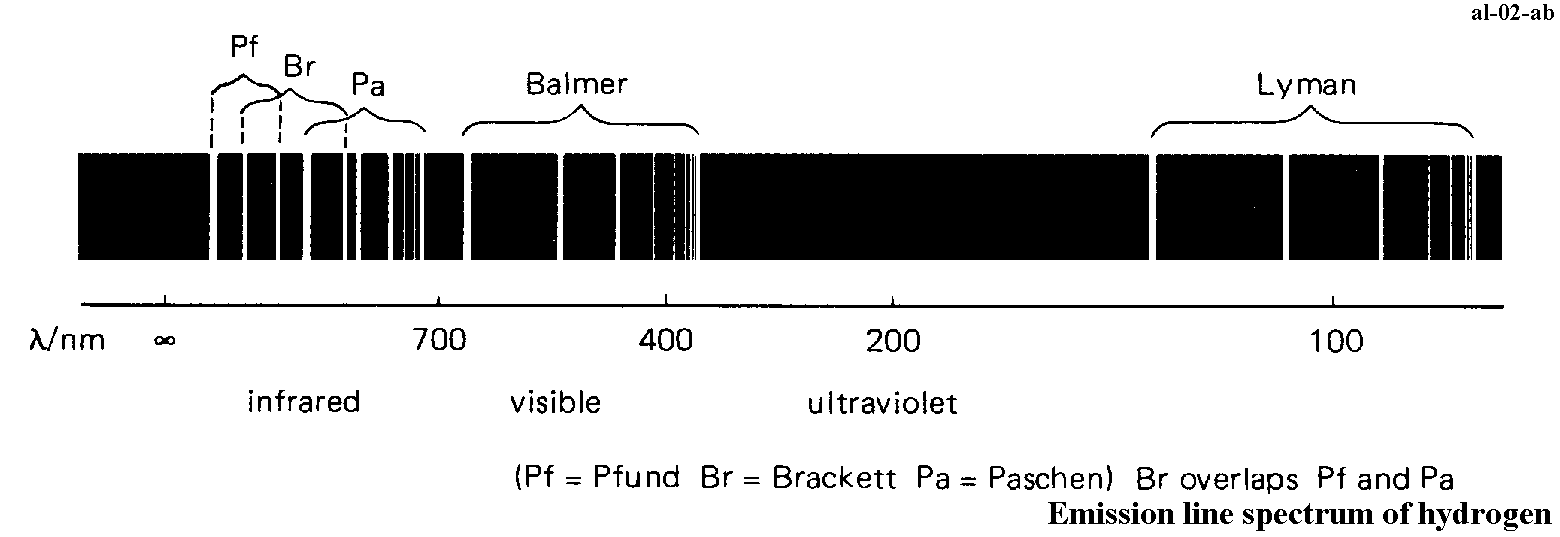 al-02-ab
Pf
Br
Pa
Balmer
Lyman
λ/nm ∞ 700 400 200 100
infrared visible ultraviolet
(Pf = Pfund Br = Brackett Pa = Paschen) Br overlaps Pf and Pa
Emission line spectrum of hydrogen